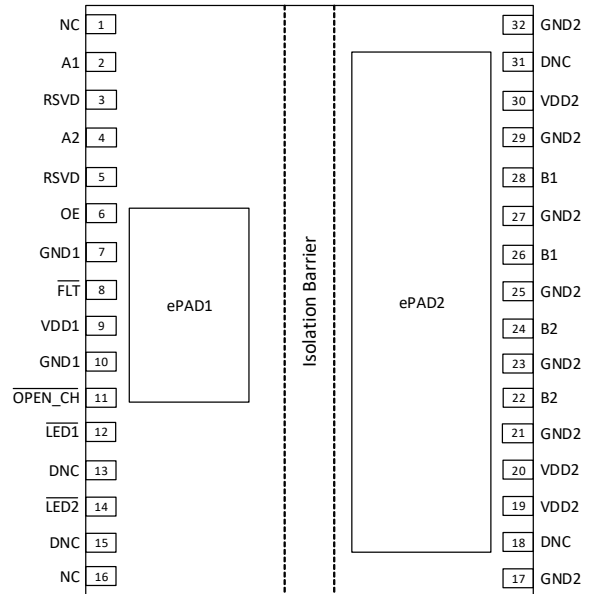 NC 1 32 GND2
A1 2 31 DNC
RSVD 3 30 VDD2
A2 4 29 GND2
RSVD 5 28 B1
OE 6 27 GND2
GND1 7 26 B1
FLT 8 25 GND2
VDD1 9 24 B2
GND1 10 23 GND2
OPEN_CH 11 22 B2
LED1 12 21 GND2
DNC 13 20 VDD2
LED2 14 19 VDD2
DNC 15 18 DNC
NC 16 17 GND2
ePAD1
Isolation Barrier
ePAD2